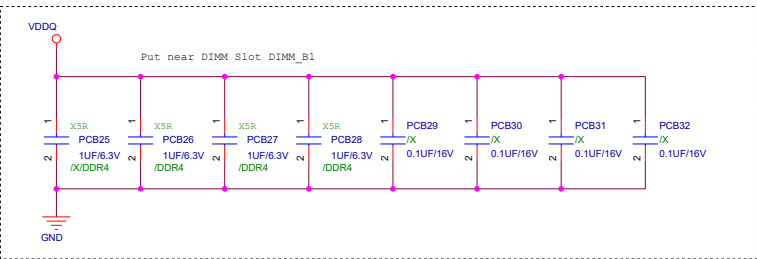 VDDQ
Put near DIMM Slot DIMM_B1
1
X5R
PCB25
1UF/6.3V
/X/DDR4
2
1
X5R
PCB26
1UF/6.3V
/DDR4
2
1
X5R
PCB27
1UF/6.3V
/DDR4
2
1
X5R
PCB28
1UF/6.3V
/DDR4
2
1
PCB29
/X
0.1UF/16V
2
1
PCB30
/X
0.1UF/16V
2
1
PCB31
/X
0.1UF/16V
2
1
PCB32
/X
0.1UF/16V
2
GND